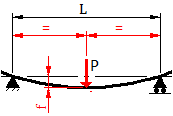 L
= =
P
f